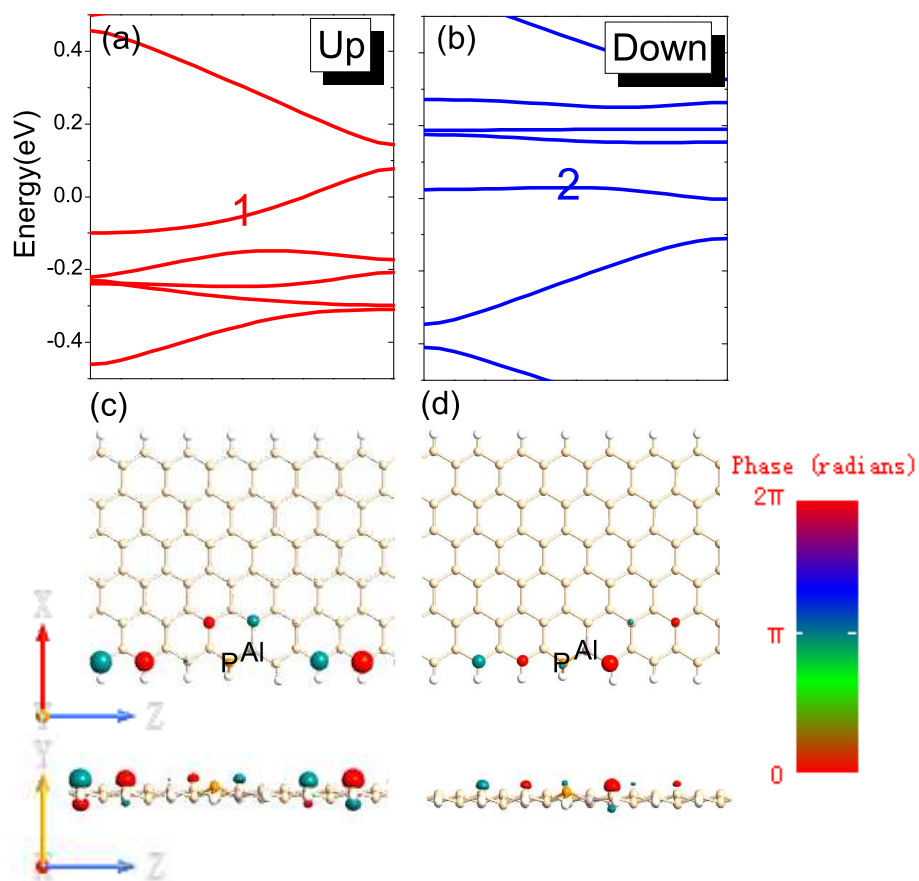 (a)
Up
(b)
Down
Energy(eV)
0.4
0.2
0.0
-0.2
-0.4
1
2
(c)
(d)
P Al
P Al
Phase (radians)
2π
π
0
X
Y
Z
Y
X
Z